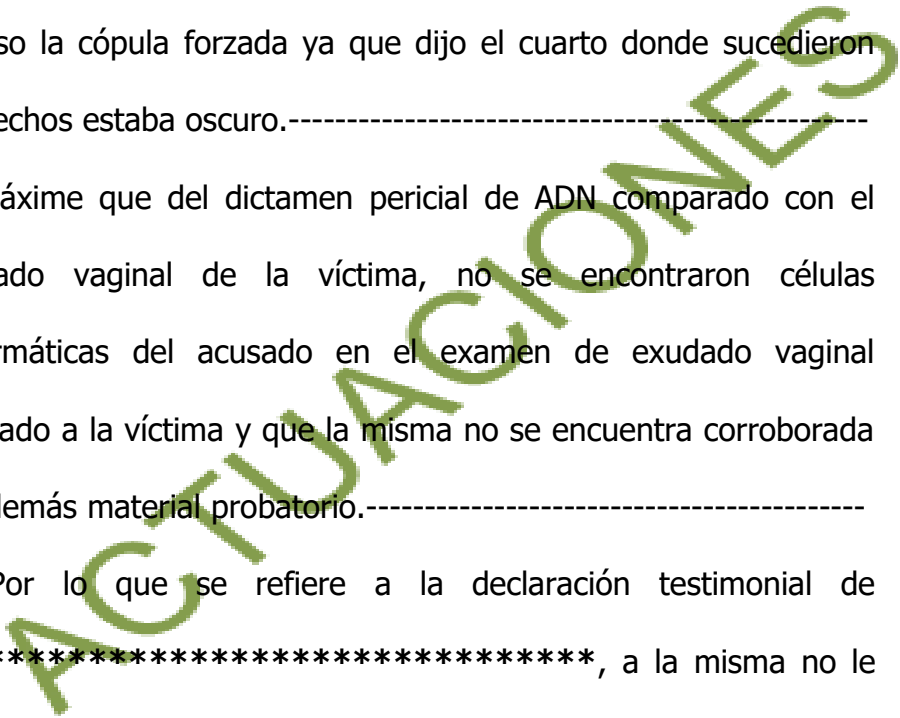 so la cópula forzada ya que dijo el cuarto donde sucedieron
echos estaba oscuro.--------------------------------------------------
áxime que del dictamen pericial de ADN comparado con el
ado vaginal de la víctima, no se encontraron células
rmáticas del acusado en el examen de exudado vaginal
ado a la víctima y que la misma no se encuentra corroborada
demás material probatorio.-------------------------------------------
Por lo que se refiere a la declaración testimonial de
******************************, a la misma no le
ACTUACIONES